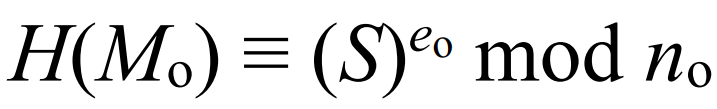 H(Mₒ) ≡ (S)^{eₒ} mod nₒ